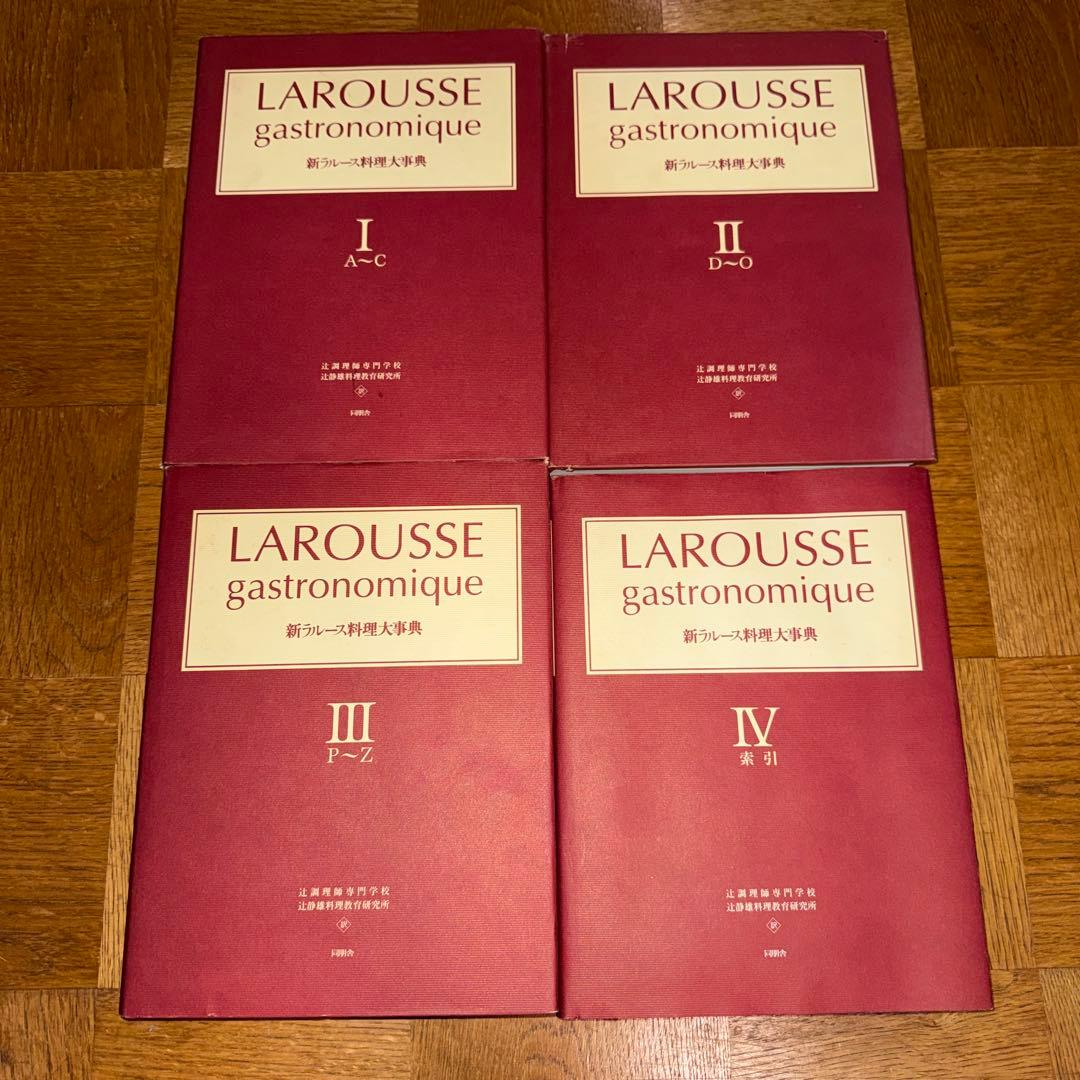 LAROUSSE
gastronomique
新ラルース料理大事典
I
A〜C
辻調理師専門学校
辻静雄料理教育研究所
訳
同朋舎
LAROUSSE
gastronomique
新ラルース料理大事典
II
D〜O
辻調理師専門学校
辻静雄料理教育研究所
訳
同朋舎
LAROUSSE
gastronomique
新ラルース料理大事典
III
P〜Z
辻調理師専門学校
辻静雄料理教育研究所
訳
同朋舎
LAROUSSE
gastronomique
新ラルース料理大事典
IV
索引
辻調理師専門学校
辻静雄料理教育研究所
訳
同朋舎